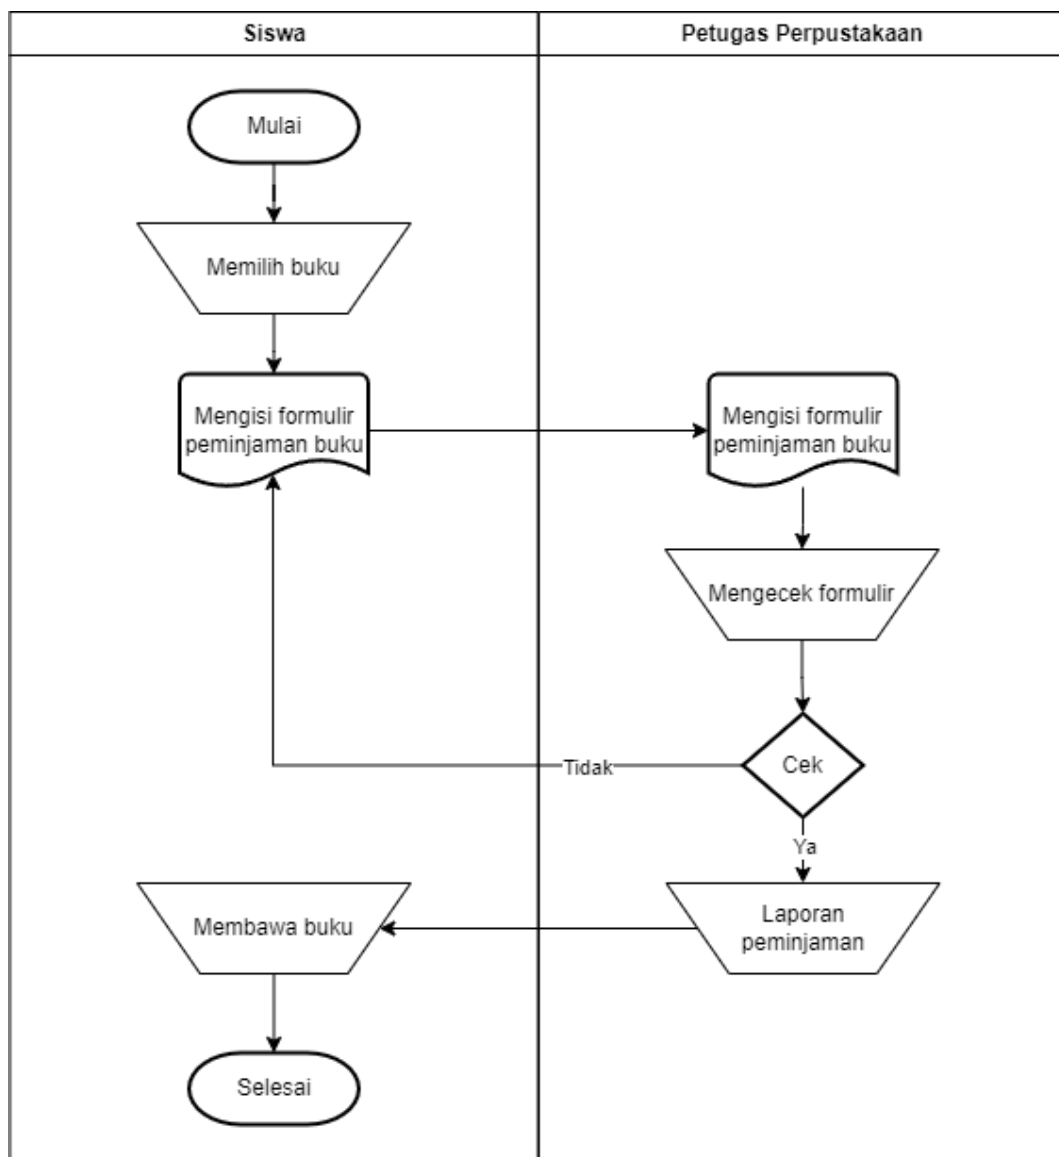 Siswa
Petugas Perpustakaan
Mulai
Memilih buku
Mengisi formulir
peminjaman buku
Mengisi formulir
peminjaman buku
Mengecek formulir
Cek
Tidak
Ya
Laporan
peminjaman
Membawa buku
Selesai